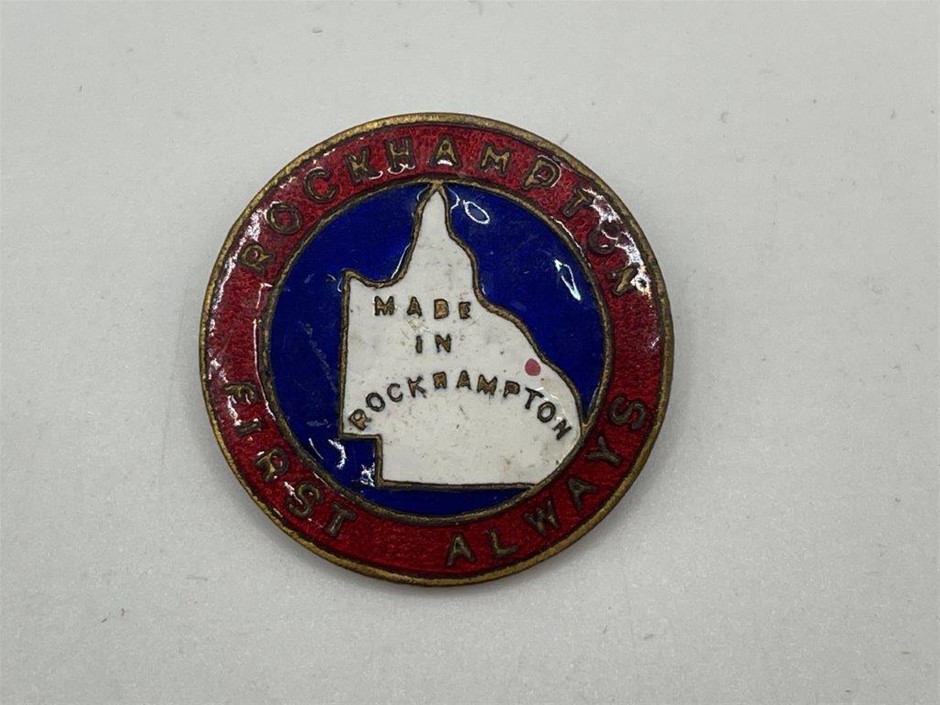 ROCKHAMPTON
MADE
IN
ROCKHAMPTON
FIRST ALWAYS